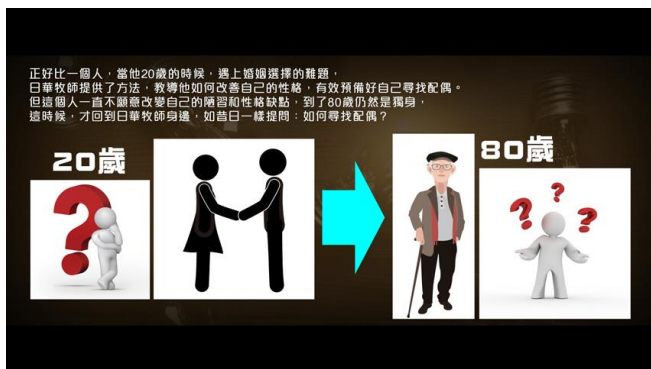 正好比一個人，當他20歲的時候，遇上婚姻選擇的難題，
日華牧師提供了方法，教導他如何改善自己的性格，有效預備好自己尋找配偶。
但這個人一直不願意改變自己的陋習和性格缺點，到了80歲仍然是獨身，
這時候，才回到日華牧師身邊，如昔日一樣提問：如何尋找配偶？
20歲
80歲